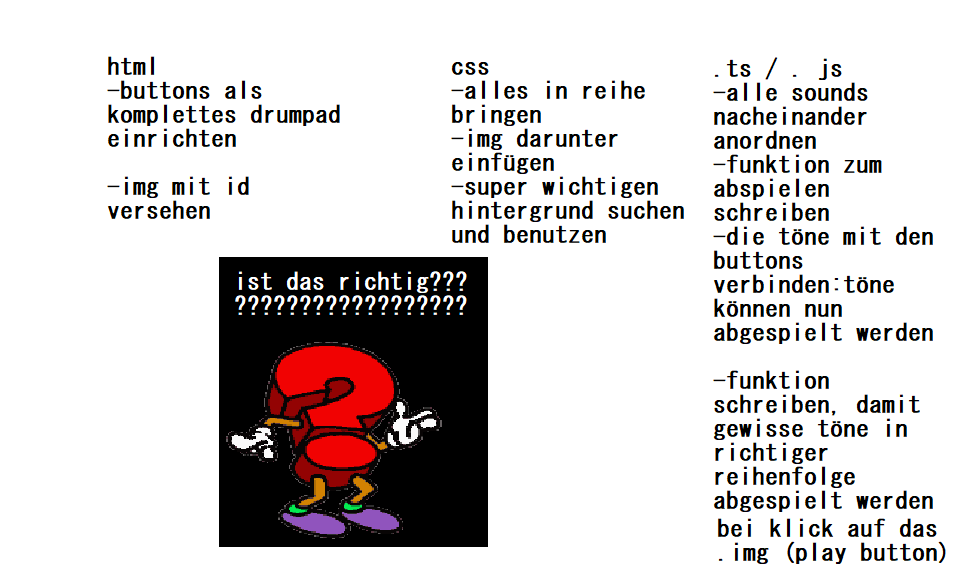 html
-buttons als
komplettes drumpad
einrichten
-img mit id
versehen
css
-alles in reihe
bringen
-img darunter
einfügen
-super wichtigen
hintergrund suchen
und benutzen
.ts / . js
-alle sounds
nacheinander
anordnen
-funktion zum
abspielen
schreiben
-die töne mit den
buttons
verbinden:töne
können nun
abgespielt werden
-funktion
schreiben, damit
gewisse töne in
richtiger
reihenfolge
abgespielt werden
bei klick auf das
.img (play button)
ist das richtig???
??????????????????